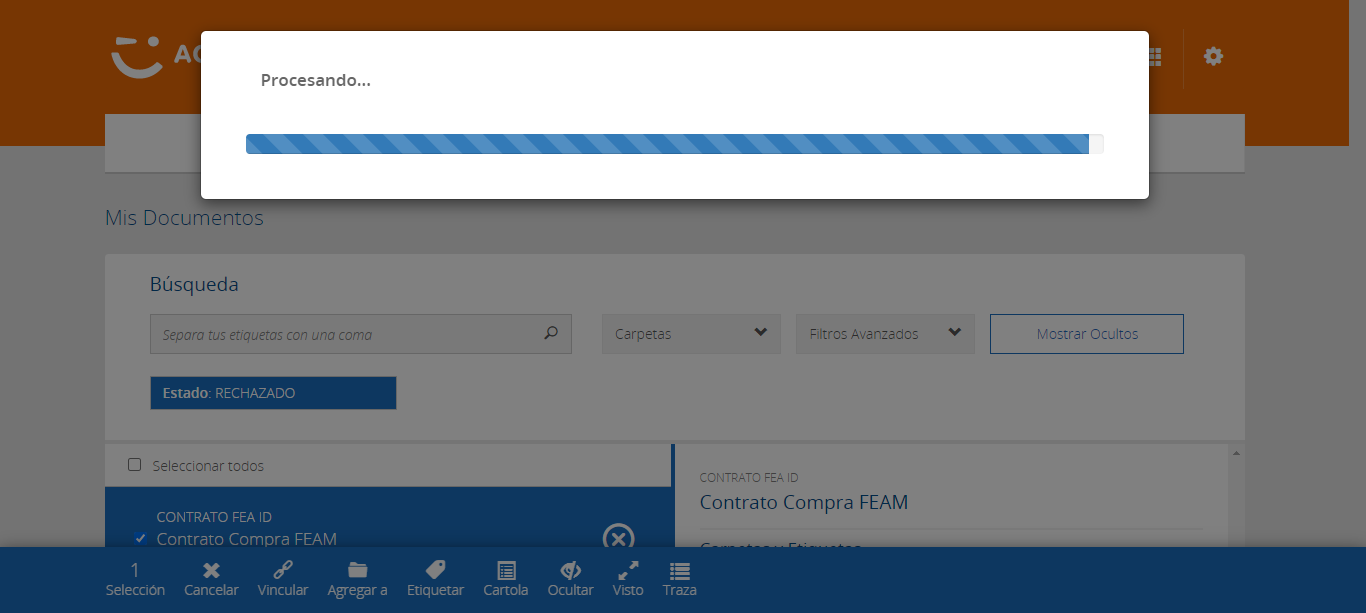 Procesando...
Mis Documentos
Búsqueda
Separa tus etiquetas con una coma
Carpetas
Filtros Avanzados
Mostrar Ocultos
Estado: RECHAZADO
Seleccionar todos
CONTRATO FEA ID
Contrato Compra FEAM
CONTRATO FEA ID
Contrato Compra FEAM
Carpetas y Etiquetas
1
Selección
Cancelar
Vincular
Agregar a
Etiquetar
Cartola
Ocultar
Visto
Traza